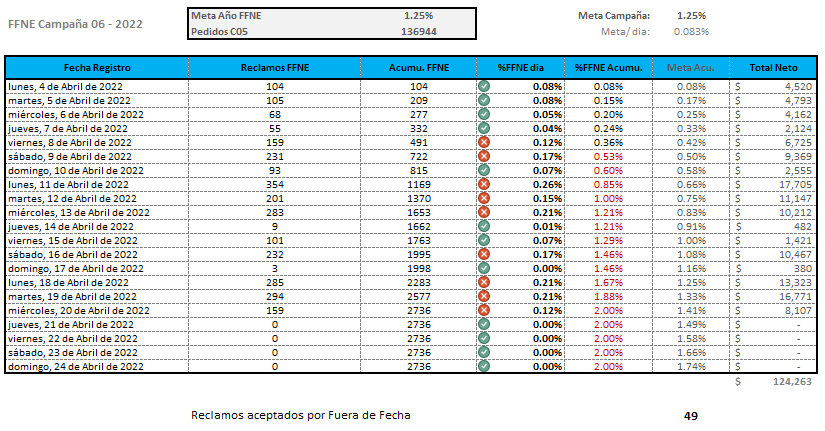 FFNE Campaña 06 - 2022
Meta Año FFNE 1.25% Meta Campaña: 1.25%
Pedidos C05 136944 Meta/ dia: 0.083%
Fecha Registro Reclamos FFNE Acumu. FFNE %FFNE dia %FFNE Acumu. Meta Acu. Total Neto
lunes, 4 de Abril de 2022 104 104 0.08% 0.08% 0.08% $ 4,520
martes, 5 de Abril de 2022 105 209 0.08% 0.15% 0.17% $ 4,793
miércoles, 6 de Abril de 2022 68 277 0.05% 0.20% 0.25% $ 4,162
jueves, 7 de Abril de 2022 55 332 0.04% 0.24% 0.33% $ 2,124
viernes, 8 de Abril de 2022 159 491 0.12% 0.36% 0.42% $ 6,725
sábado, 9 de Abril de 2022 231 722 0.17% 0.53% 0.50% $ 9,369
domingo, 10 de Abril de 2022 93 815 0.07% 0.60% 0.58% $ 2,555
lunes, 11 de Abril de 2022 354 1169 0.26% 0.85% 0.66% $ 17,705
martes, 12 de Abril de 2022 201 1370 0.15% 1.00% 0.75% $ 11,147
miércoles, 13 de Abril de 2022 283 1653 0.21% 1.21% 0.83% $ 10,212
jueves, 14 de Abril de 2022 9 1662 0.01% 1.21% 0.91% $ 482
viernes, 15 de Abril de 2022 101 1763 0.07% 1.29% 1.00% $ 1,421
sábado, 16 de Abril de 2022 232 1995 0.17% 1.46% 1.08% $ 10,467
domingo, 17 de Abril de 2022 3 1998 0.00% 1.46% 1.16% $ 380
lunes, 18 de Abril de 2022 285 2283 0.21% 1.67% 1.25% $ 13,323
martes, 19 de Abril de 2022 294 2577 0.21% 1.88% 1.33% $ 16,771
miércoles, 20 de Abril de 2022 159 2736 0.12% 2.00% 1.41% $ 8,107
jueves, 21 de Abril de 2022 0 2736 0.00% 2.00% 1.49% $ -
viernes, 22 de Abril de 2022 0 2736 0.00% 2.00% 1.58% $ -
sábado, 23 de Abril de 2022 0 2736 0.00% 2.00% 1.66% $ -
domingo, 24 de Abril de 2022 0 2736 0.00% 2.00% 1.74% $ -
$ 124,263
Reclamos aceptados por Fuera de Fecha 49